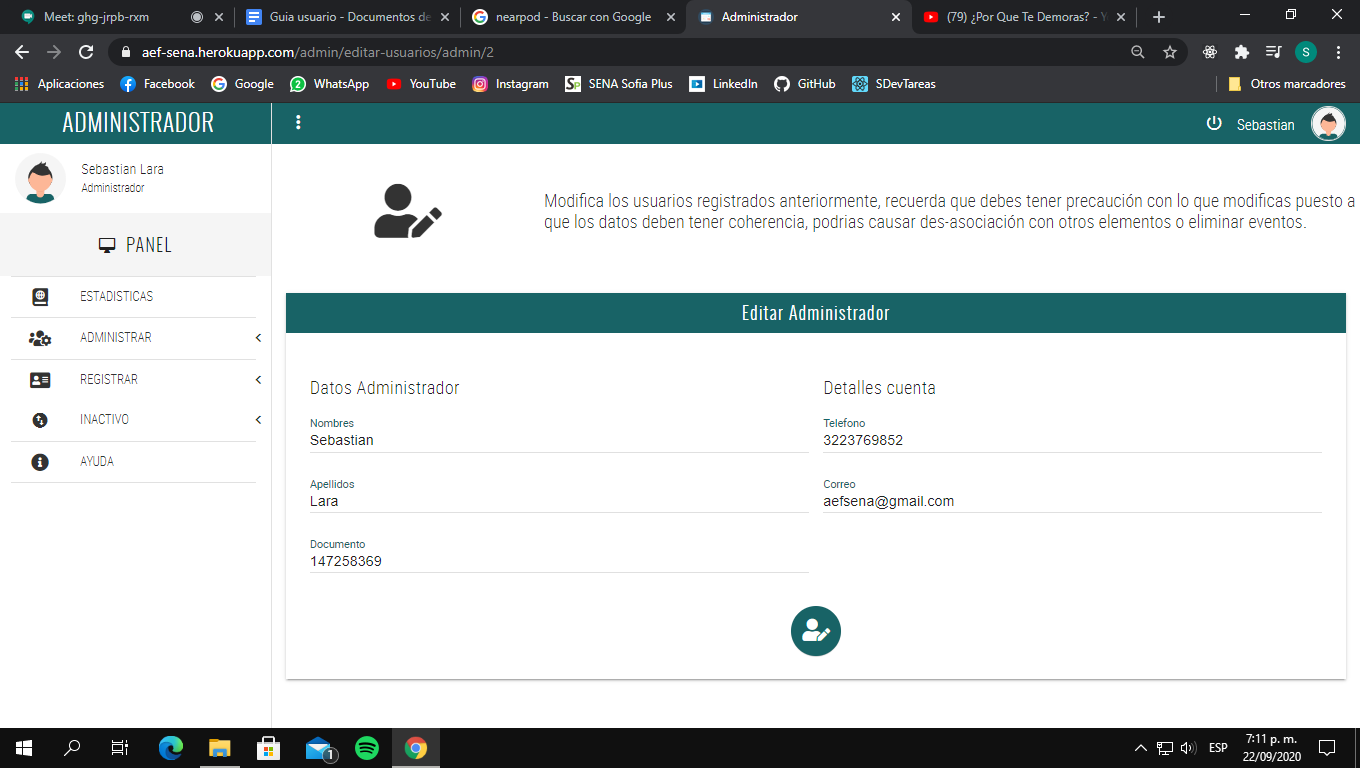 Meet: ghg-jrpb-rxm
Guia usuario - Documentos de
nearpod - Buscar con Google
Administrador
(79) ¿Por Que Te Demoras? - Y
aef-sena.herokuapp.com/admin/editar-usuarios/admin/2
S
Aplicaciones
Facebook
Google
WhatsApp
YouTube
Instagram
SENA Sofia Plus
LinkedIn
GitHub
SDevTareas
Otros marcadores
ADMINISTRADOR
Sebastian
Sebastian Lara
Administrador
PANEL
ESTADISTICAS
ADMINISTRAR
REGISTRAR
INACTIVO
AYUDA
Modifica los usuarios registrados anteriormente, recuerda que debes tener precaución con lo que modificas puesto a
que los datos deben tener coherencia, podrias causar des-asociación con otros elementos o eliminar eventos.
Editar Administrador
Datos Administrador
Nombres
Sebastian
Apellidos
Lara
Documento
147258369
Detalles cuenta
Telefono
3223769852
Correo
aefsena@gmail.com
1
ESP
7:11 p. m.
22/09/2020